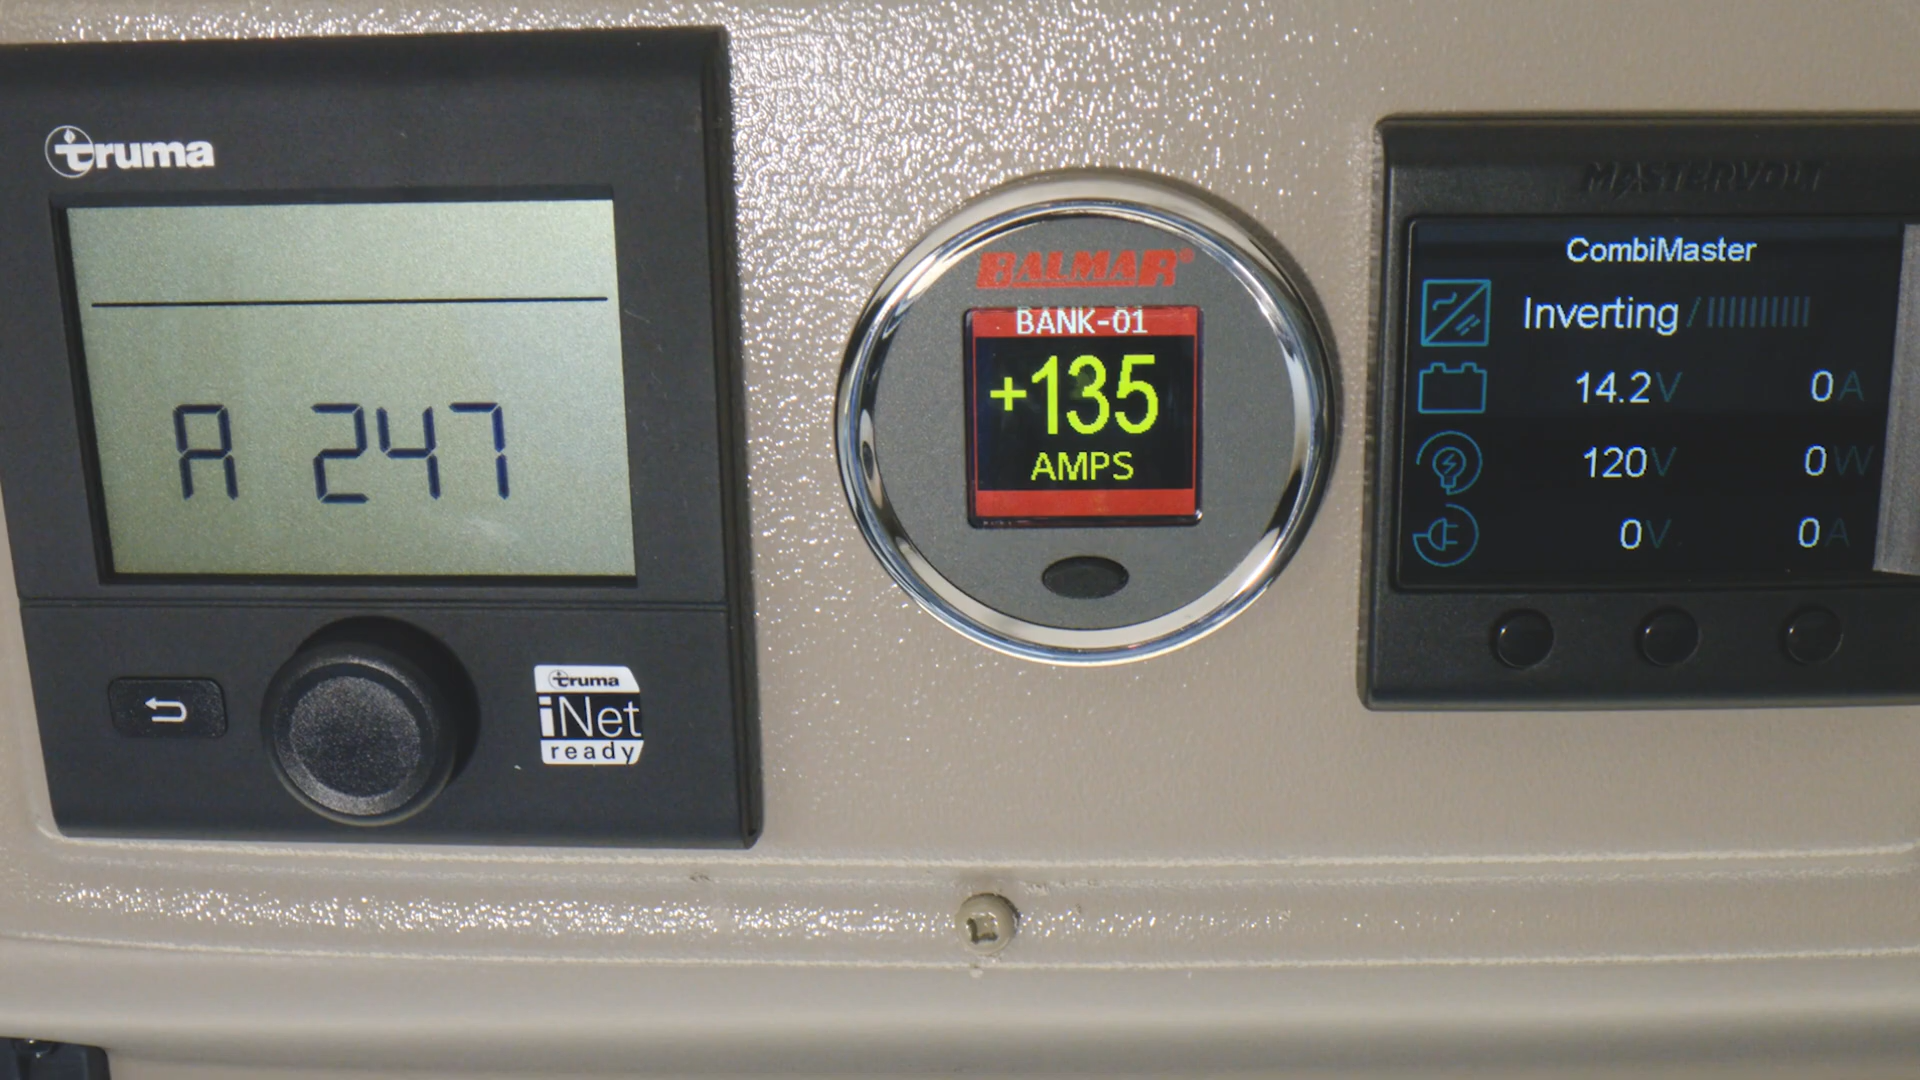 truma
A 247
truma
iNet
ready
BALMAR®
BANK-01
+135
AMPS
MASTERVOLT
CombiMaster
Inverting
14.2V 0A
120V 0W
0V 0A